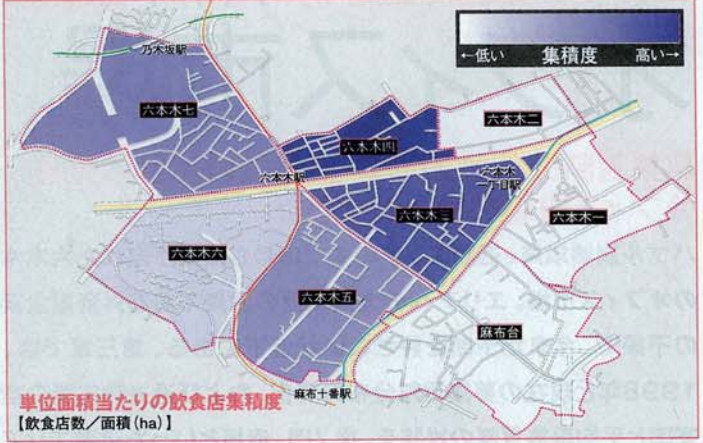 ←低い 集積度 高い→
乃木坂駅
六本木七
六本木四
六本木二
六本木駅
六本木
一丁目駅
六本木三
六本木一
六本木六
六本木五
麻布台
麻布十番駅
単位面積当たりの飲食店集積度
【飲食店数／面積(ha)】